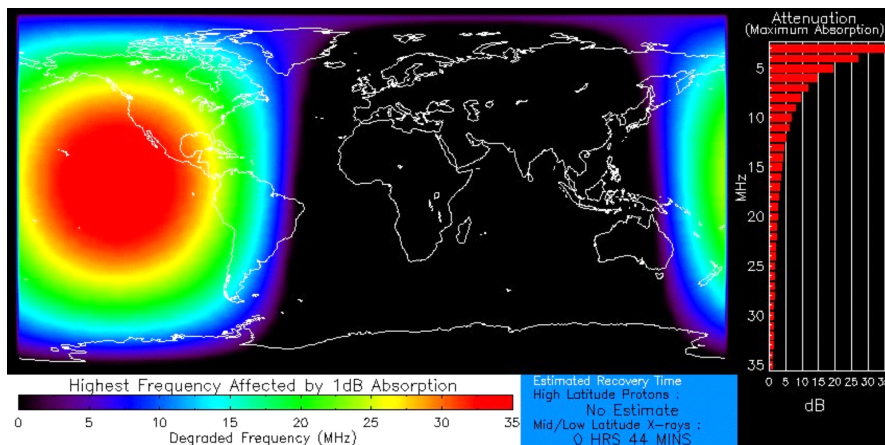 Attenuation
(Maximum Absorption)
5
10
15
20
25
30
35
MHz
0 5 10 15 20 25 30 35
dB
Highest Frequency Affected by 1dB Absorption
0 5 10 15 20 25 30 35
Degraded Frequency (MHz)
Estimated Recovery Time
High Latitude Protons :
No Estimate
Mid/Low Latitude X-rays :
0 HRS 44 MINS